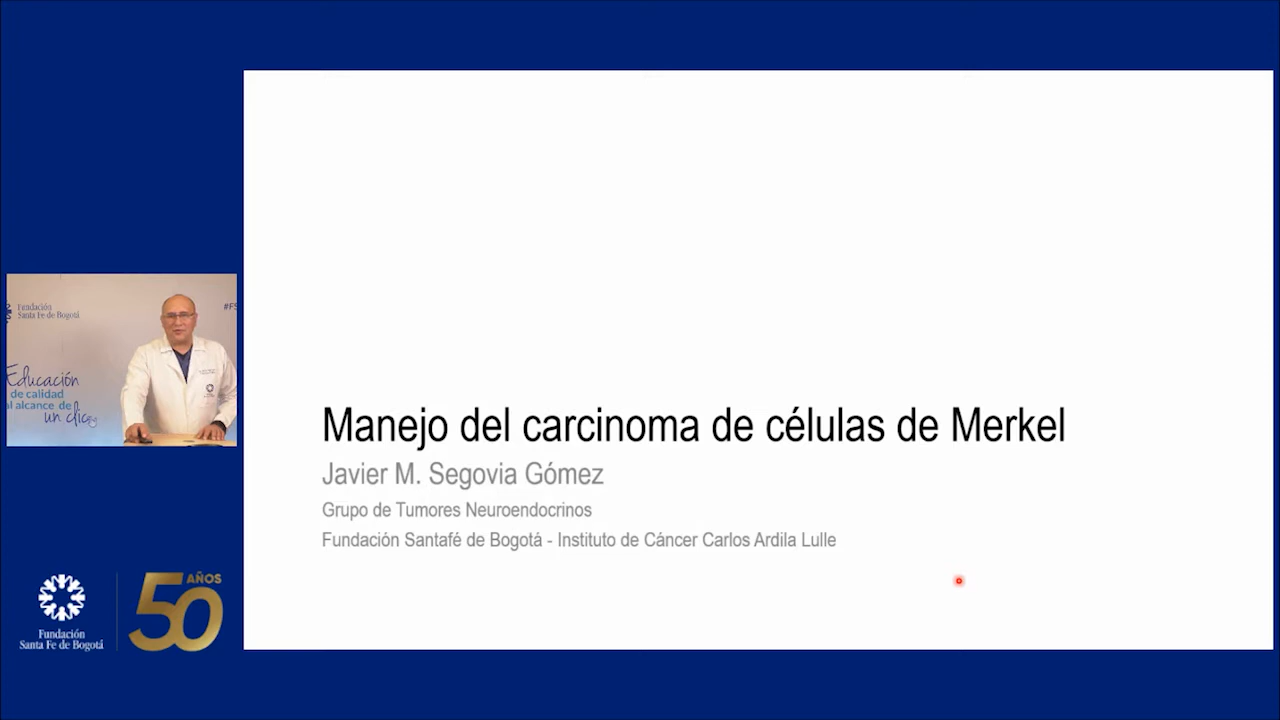 Manejo del carcinoma de células de Merkel
Javier M. Segovia Gómez
Grupo de Tumores Neuroendocrinos
Fundación Santafé de Bogotá - Instituto de Cáncer Carlos Ardila Lulle
Fundación
Santa Fe de Bogotá
#FS
Educación
de calidad
al alcance de
un clic
Fundación
Santa Fe de Bogotá
50 AÑOS